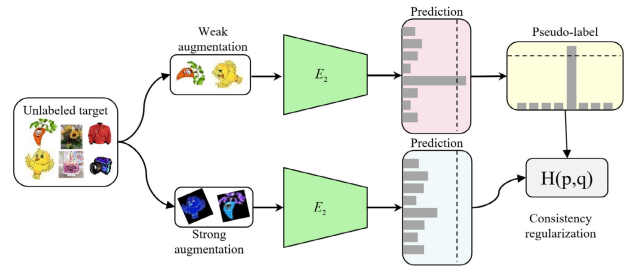 Unlabeled target
Weak
augmentation
E2
Prediction
Pseudo-label
Strong
augmentation
E2
Prediction
H(p,q)
Consistency
regularization